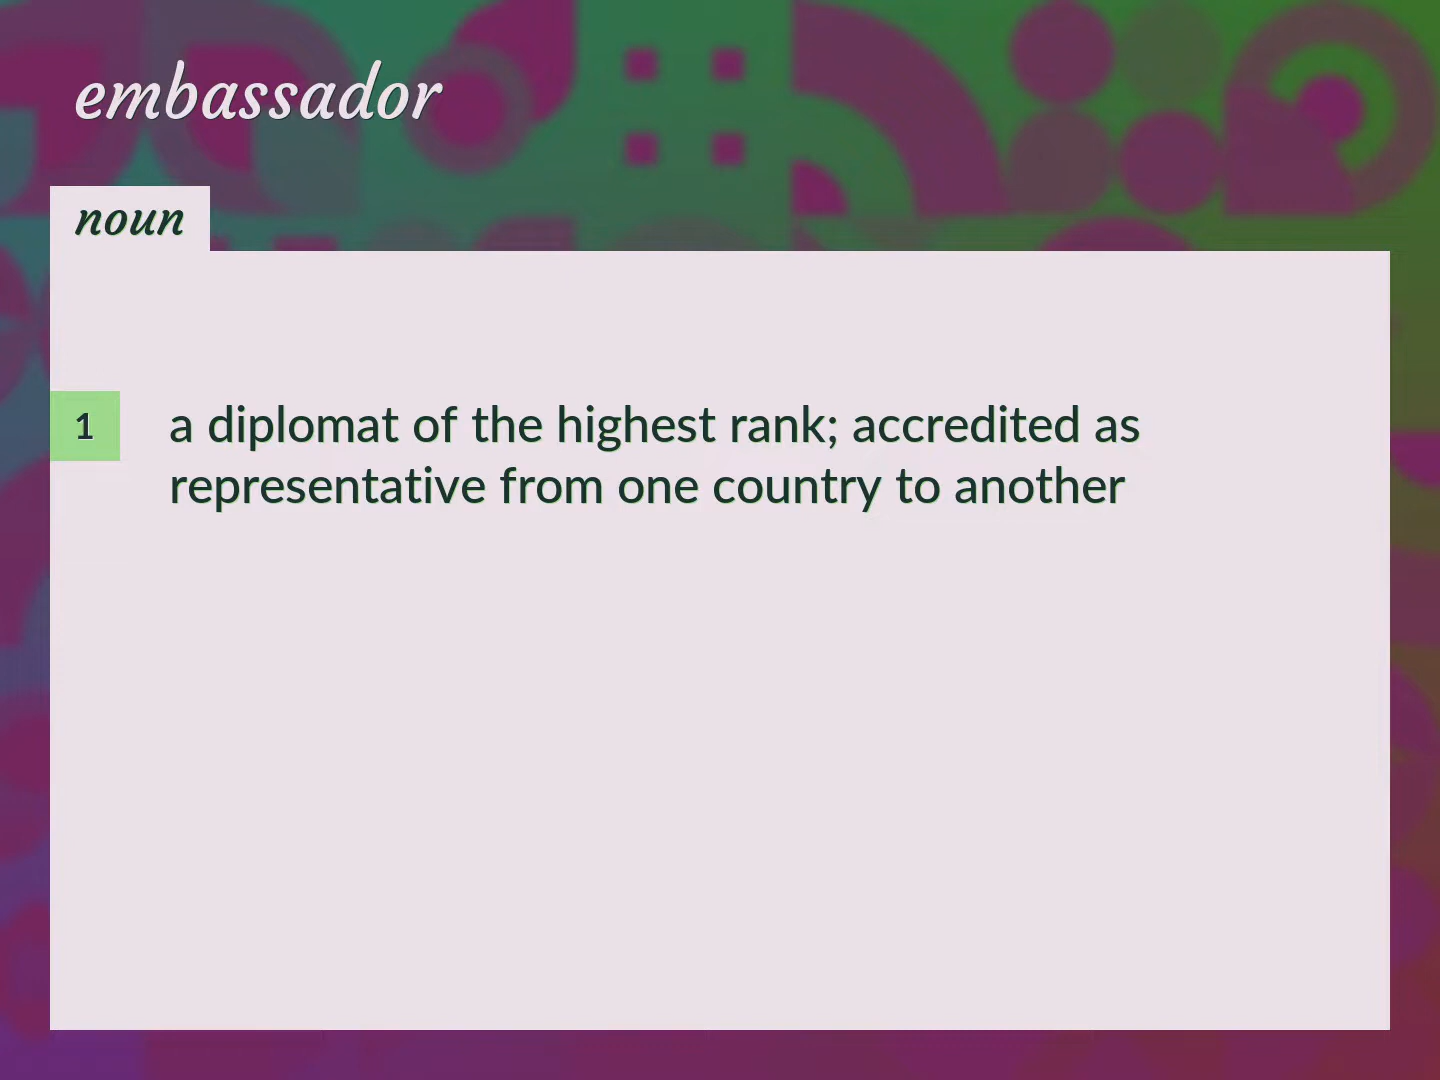 embassador
noun
1
a diplomat of the highest rank; accredited as
representative from one country to another